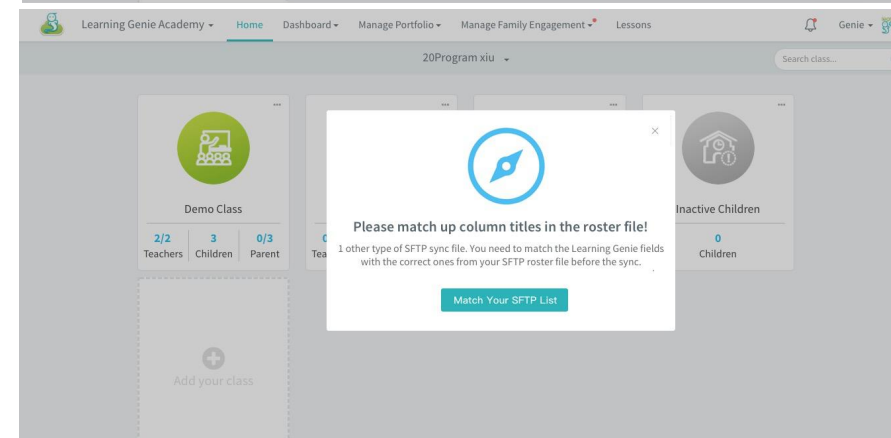 Learning Genie Academy
Home
Dashboard
Manage Portfolio
Manage Family Engagement
Lessons
Genie
20Program xiu
Search class...
Demo Class
2/2
3
0/3
Teachers
Children
Parent
Please match up column titles in the roster file!
1 other type of SFTP sync file. You need to match the Learning Genie fields
with the correct ones from your SFTP roster file before the sync.
Match Your SFTP List
Inactive Children
0
Children
Add your class